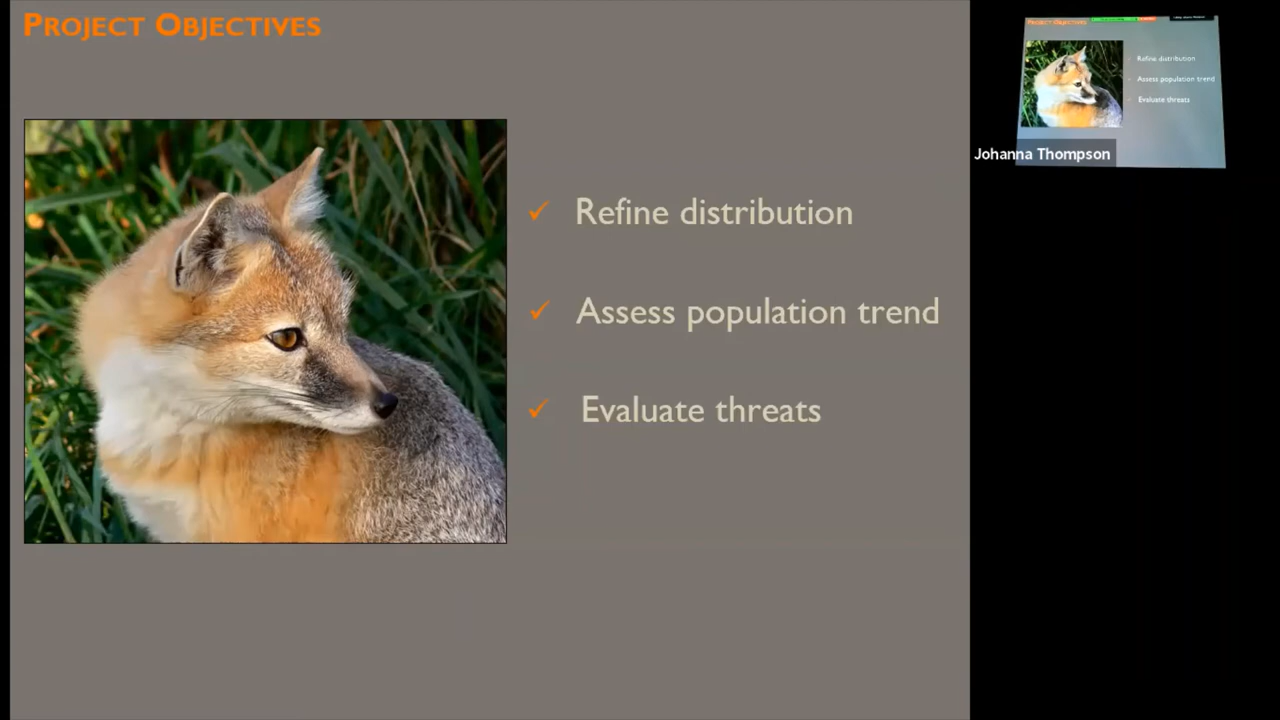 PROJECT OBJECTIVES
Refine distribution
Assess population trend
Evaluate threats
Project Objectives
Refine distribution
Assess population trend
Evaluate threats
Johanna Thompson